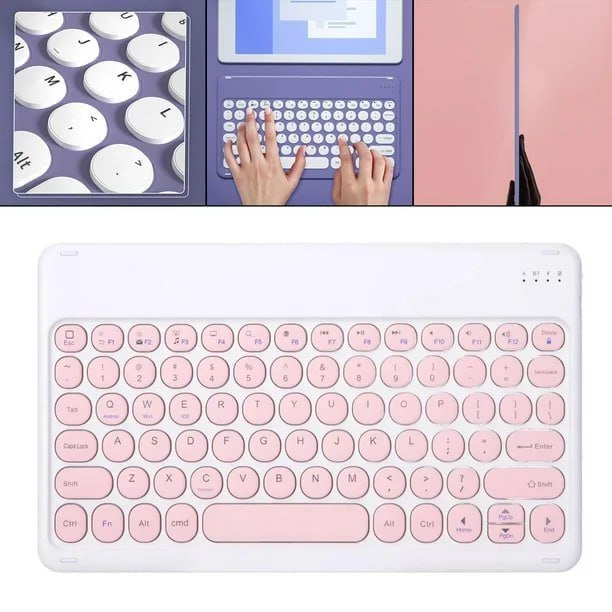 J K I
M L
, <
. >
Alt
A BT F B
Esc F1 F2 F3 F4 F5 F6 F7 F8 F9 F10 F11 F12 Delete
~ ! @ # $ % ^ & * ( ) - + Backspace
1 2 3 4 5 6 7 8 9 0 =
Tab Q W E R T Y U I O P { [ } ] | \
Android Win iOS
Caps Lock A S D F G H J K L : ; " ' Enter
Shift Z X C V B N M < , > . ? / Shift
Connect
Ctrl Fn Alt cmd Alt Ctrl Home PgUp End
PgDn